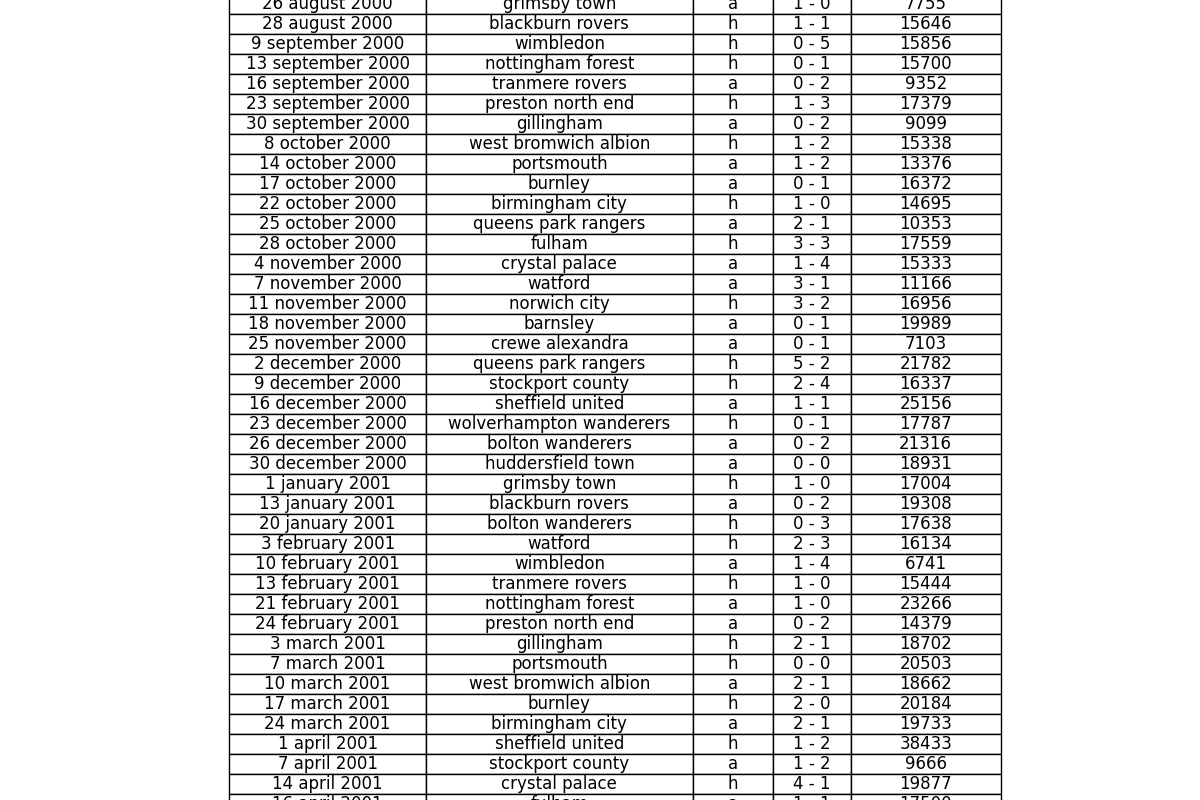 26 august 2000 grimsby town a 1 - 0 7755
28 august 2000 blackburn rovers h 1 - 1 15646
9 september 2000 wimbledon h 0 - 5 15856
13 september 2000 nottingham forest h 0 - 1 15700
16 september 2000 tranmere rovers a 0 - 2 9352
23 september 2000 preston north end h 1 - 3 17379
30 september 2000 gillingham a 0 - 2 9099
8 october 2000 west bromwich albion h 1 - 2 15338
14 october 2000 portsmouth a 1 - 2 13376
17 october 2000 burnley a 0 - 1 16372
22 october 2000 birmingham city h 1 - 0 14695
25 october 2000 queens park rangers a 2 - 1 10353
28 october 2000 fulham h 3 - 3 17559
4 november 2000 crystal palace a 1 - 4 15333
7 november 2000 watford a 3 - 1 11166
11 november 2000 norwich city h 3 - 2 16956
18 november 2000 barnsley a 0 - 1 19989
25 november 2000 crewe alexandra a 0 - 1 7103
2 december 2000 queens park rangers h 5 - 2 21782
9 december 2000 stockport county h 2 - 4 16337
16 december 2000 sheffield united a 1 - 1 25156
23 december 2000 wolverhampton wanderers h 0 - 1 17787
26 december 2000 bolton wanderers a 0 - 2 21316
30 december 2000 huddersfield town a 0 - 0 18931
1 january 2001 grimsby town h 1 - 0 17004
13 january 2001 blackburn rovers a 0 - 2 19308
20 january 2001 bolton wanderers h 0 - 3 17638
3 february 2001 watford h 2 - 3 16134
10 february 2001 wimbledon a 1 - 4 6741
13 february 2001 tranmere rovers h 1 - 0 15444
21 february 2001 nottingham forest a 1 - 0 23266
24 february 2001 preston north end a 0 - 2 14379
3 march 2001 gillingham h 2 - 1 18702
7 march 2001 portsmouth h 0 - 0 20503
10 march 2001 west bromwich albion a 2 - 1 18662
17 march 2001 burnley h 2 - 0 20184
24 march 2001 birmingham city a 2 - 1 19733
1 april 2001 sheffield united h 1 - 2 38433
7 april 2001 stockport county a 1 - 2 9666
14 april 2001 crystal palace h 4 - 1 19877